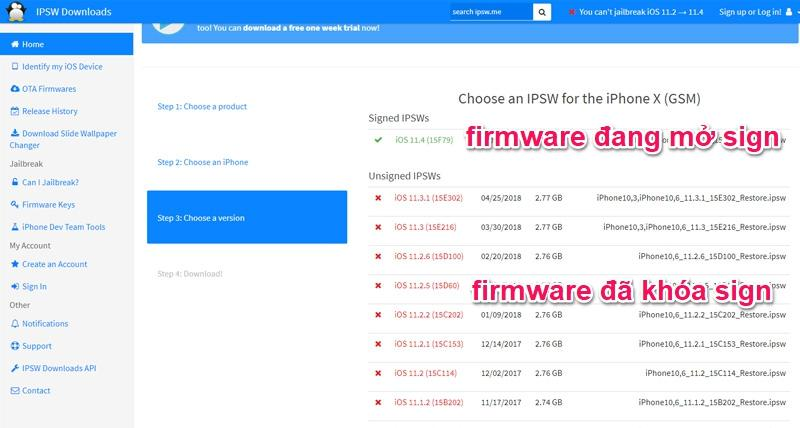 IPSW Downloads
search ipsw.me
You can't jailbreak iOS 11.2 → 11.4
Sign up or Log in!
too! You can download a free one week trial now!
Home
Identify my iOS Device
OTA Firmwares
Release History
Download Slide Wallpaper
Changer
Jailbreak
Can I Jailbreak?
Firmware Keys
iPhone Dev Team Tools
My Account
Create an Account
Sign In
Other
Notifications
Support
IPSW Downloads API
Contact
Step 1: Choose a product
Step 2: Choose an iPhone
Step 3: Choose a version
Step 4: Download!
Choose an IPSW for the iPhone X (GSM)
Signed IPSWs
iOS 11.4 (15F79)
firmware đang mở sign
Unsigned IPSWs
iOS 11.3.1 (15E302) 04/25/2018 2.77 GB iPhone10,3,iPhone10,6_11.3.1_15E302_Restore.ipsw
iOS 11.3 (15E216) 03/30/2018 2.77 GB iPhone10,3,iPhone10,6_11.3_15E216_Restore.ipsw
iOS 11.2.6 (15D100) 02/20/2018 2.76 GB iPhone10,6_11.2.6_15D100_Restore.ipsw
iOS 11.2.5 (15D60)
firmware đã khóa sign
iOS 11.2.2 (15C202) 01/09/2018 2.76 GB iPhone10,6_11.2.2_15C202_Restore.ipsw
iOS 11.2.1 (15C153) 12/14/2017 2.76 GB iPhone10,6_11.2.1_15C153_Restore.ipsw
iOS 11.2 (15C114) 12/02/2017 2.76 GB iPhone10,6_11.2_15C114_Restore.ipsw
iOS 11.1.2 (15B202) 11/17/2017 2.74 GB iPhone10,6_11.1.2_15B202_Restore.ipsw